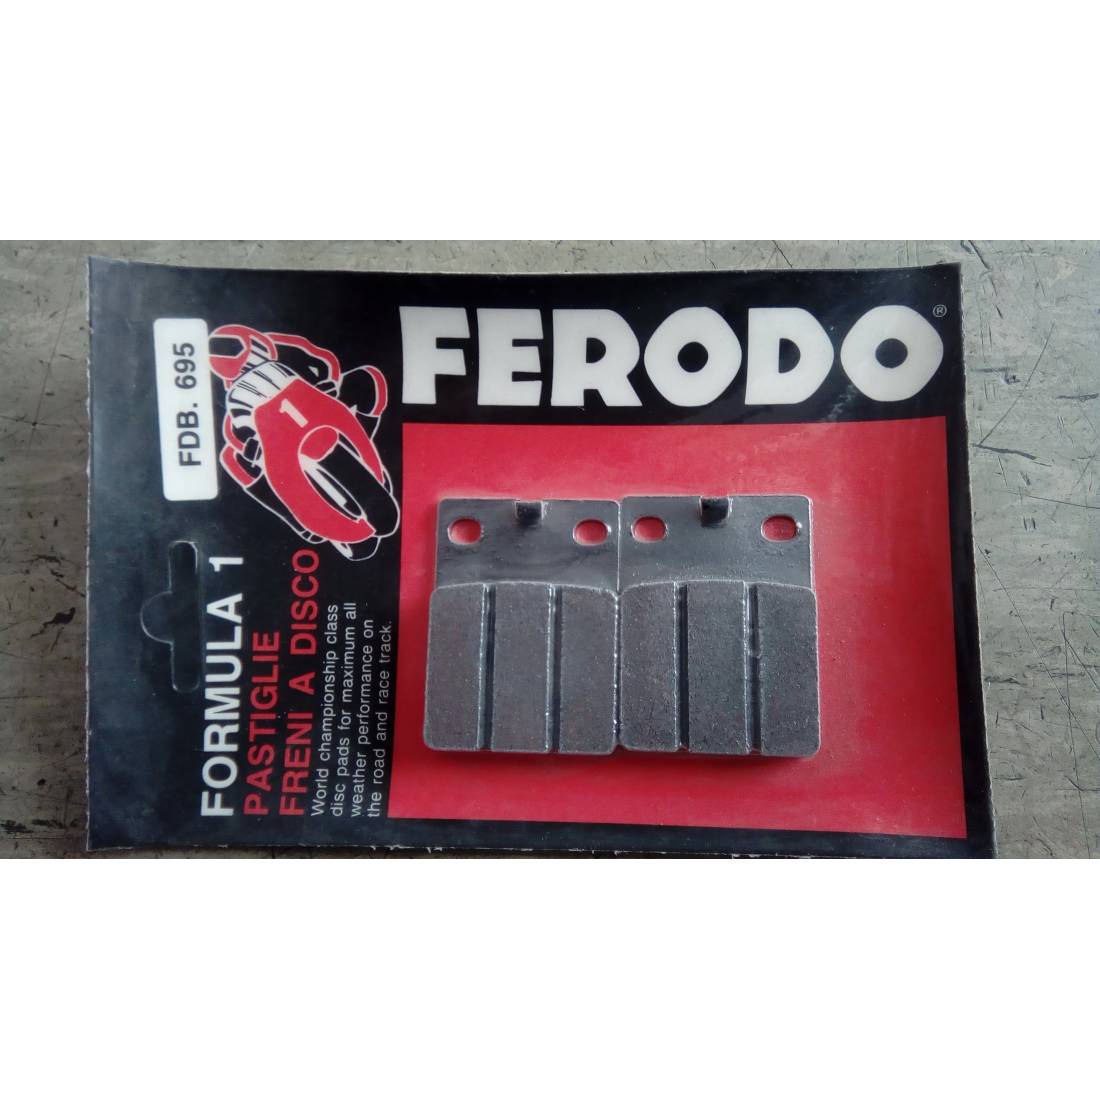 FERODO®
FDB. 695
1
FORMULA 1
PASTIGLIE
FRENI A DISCO
World championship class
disc pads for maximum all
weather performance on
the road and race track.